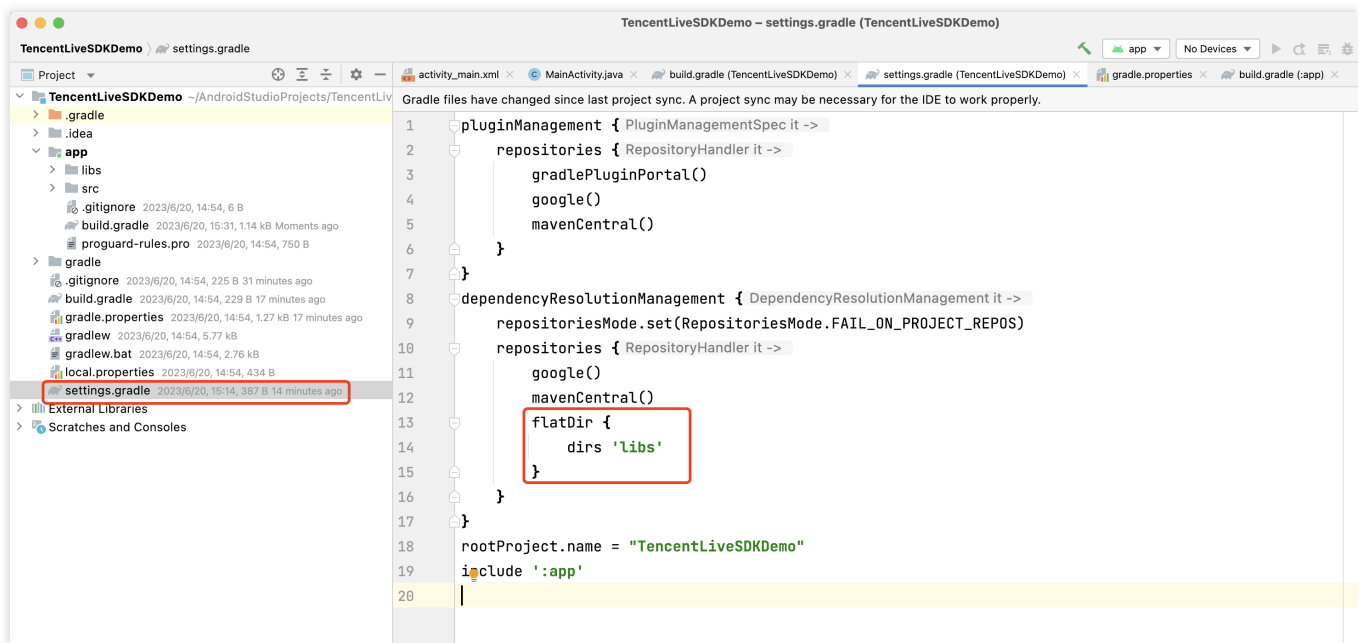 TencentLiveSDKDemo – settings.gradle (TencentLiveSDKDemo)
TencentLiveSDKDemo settings.gradle
app No Devices
Project
activity_main.xml MainActivity.java build.gradle (TencentLiveSDKDemo) settings.gradle (TencentLiveSDKDemo) gradle.properties build.gradle (:app)
TencentLiveSDKDemo ~/AndroidStudioProjects/TencentLiv
.gradle
.idea
app
libs
src
.gitignore 2023/6/20, 14:54, 6 B
build.gradle 2023/6/20, 15:31, 1.14 kB Moments ago
proguard-rules.pro 2023/6/20, 14:54, 750 B
gradle
.gitignore 2023/6/20, 14:54, 225 B 31 minutes ago
build.gradle 2023/6/20, 14:54, 229 B 17 minutes ago
gradle.properties 2023/6/20, 14:54, 1.27 kB 17 minutes ago
gradlew 2023/6/20, 14:54, 5.77 kB
gradlew.bat 2023/6/20, 14:54, 2.76 kB
local.properties 2023/6/20, 14:54, 434 B
settings.gradle 2023/6/20, 15:14, 387 B 14 minutes ago
External Libraries
Scratches and Consoles
Gradle files have changed since last project sync. A project sync may be necessary for the IDE to work properly.
1 pluginManagement { PluginManagementSpec it ->
2 repositories { RepositoryHandler it ->
3 gradlePluginPortal()
4 google()
5 mavenCentral()
6 }
7 }
8 dependencyResolutionManagement { DependencyResolutionManagement it ->
9 repositoriesMode.set(RepositoriesMode.FAIL_ON_PROJECT_REPOS)
10 repositories { RepositoryHandler it ->
11 google()
12 mavenCentral()
13 flatDir {
14 dirs 'libs'
15 }
16 }
17 }
18 rootProject.name = "TencentLiveSDKDemo"
19 include ':app'
20